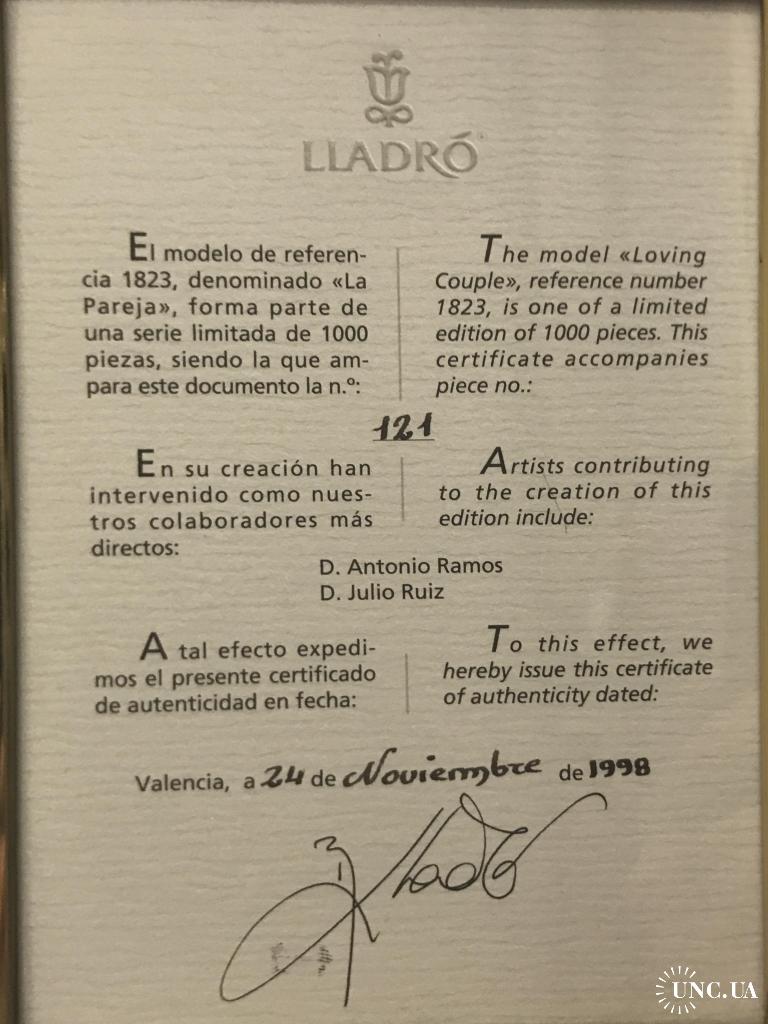 LLADRÓ
El modelo de referen-
cia 1823, denominado «La
Pareja», forma parte de
una serie limitada de 1000
piezas, siendo la que am-
para este documento la n.º:
The model «Loving
Couple», reference number
1823, is one of a limited
edition of 1000 pieces. This
certificate accompanies
piece no.:
121
En su creación han
intervenido como nues-
tros colaboradores más
directos:
Artists contributing
to the creation of this
edition include:
D. Antonio Ramos
D. Julio Ruiz
A tal efecto expedi-
mos el presente certificado
de autenticidad en fecha:
To this effect, we
hereby issue this certificate
of authenticity dated:
Valencia, a 24 de Noviembre de 1998
UNC.UA